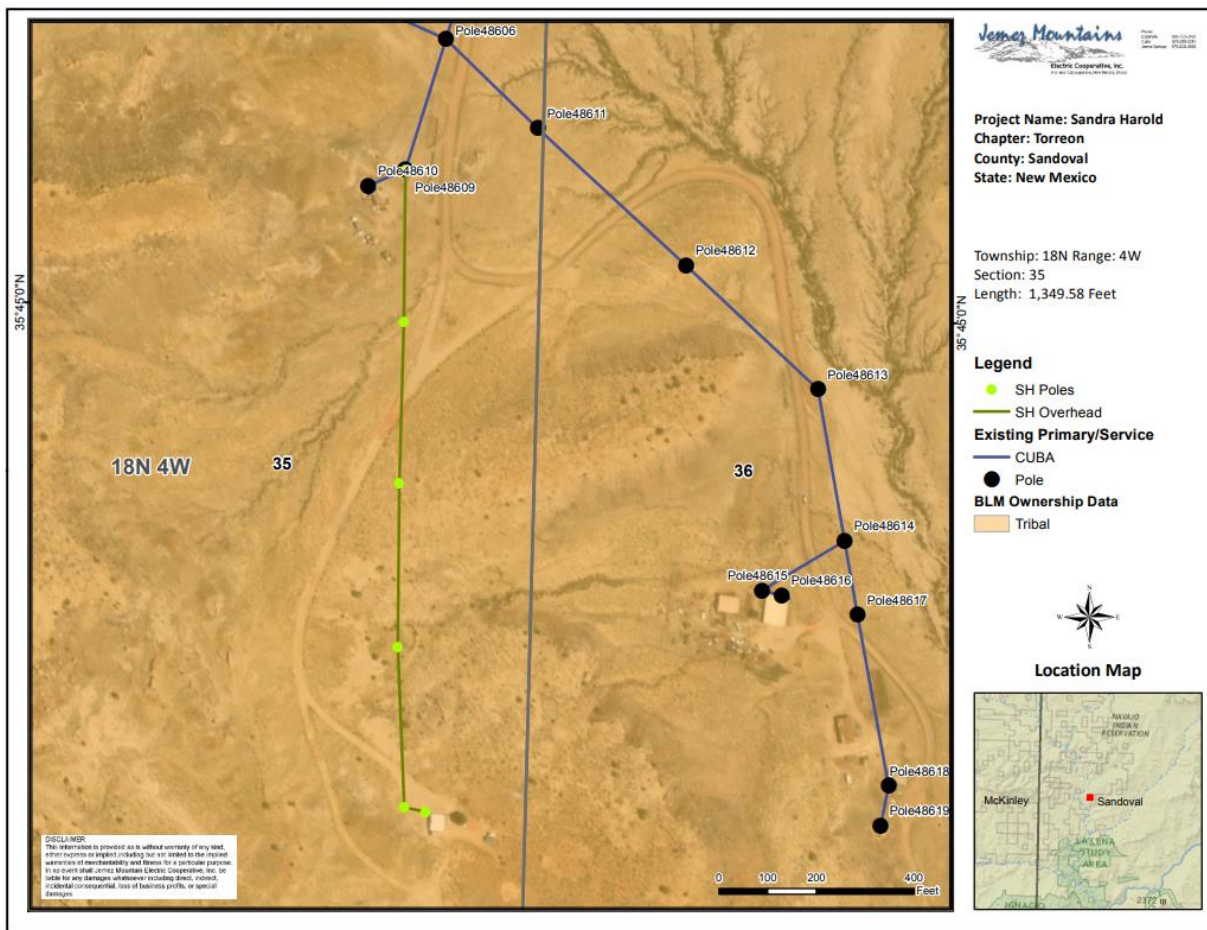 Pole48606
Pole48611
Pole48610
Pole48609
Pole48612
35°45'0"N
35°45'0"N
Pole48613
18N 4W
35
36
Pole48614
Pole48615
Pole48616
Pole48617
Pole48618
Pole48619
DISCLAIMER:
This information is provided as is without warranty of any kind,
either express or implied,including but not limited to the implied
warranties of merchantability and fitness for a particular purpose.
In no event shall Jemez Mountain Electric Cooperative, Inc. be
liable for any damages whatsoever including direct, indirect,
incidental consequential, loss of business profits, or special
damages.
0 100 200 400
Feet
Jemez Mountains
Electric Cooperative, Inc.
Project Name: Sandra Harold
Chapter: Torreon
County: Sandoval
State: New Mexico
Township: 18N Range: 4W
Section: 35
Length: 1,349.58 Feet
Legend
SH Poles
SH Overhead
Existing Primary/Service
CUBA
Pole
BLM Ownership Data
Tribal
N
W E
S
Location Map
NAVAJO
INDIAN
RESERVATION
McKinley
Sandoval
LA LENA
STUDY
AREA
IGNACIO
2372 m